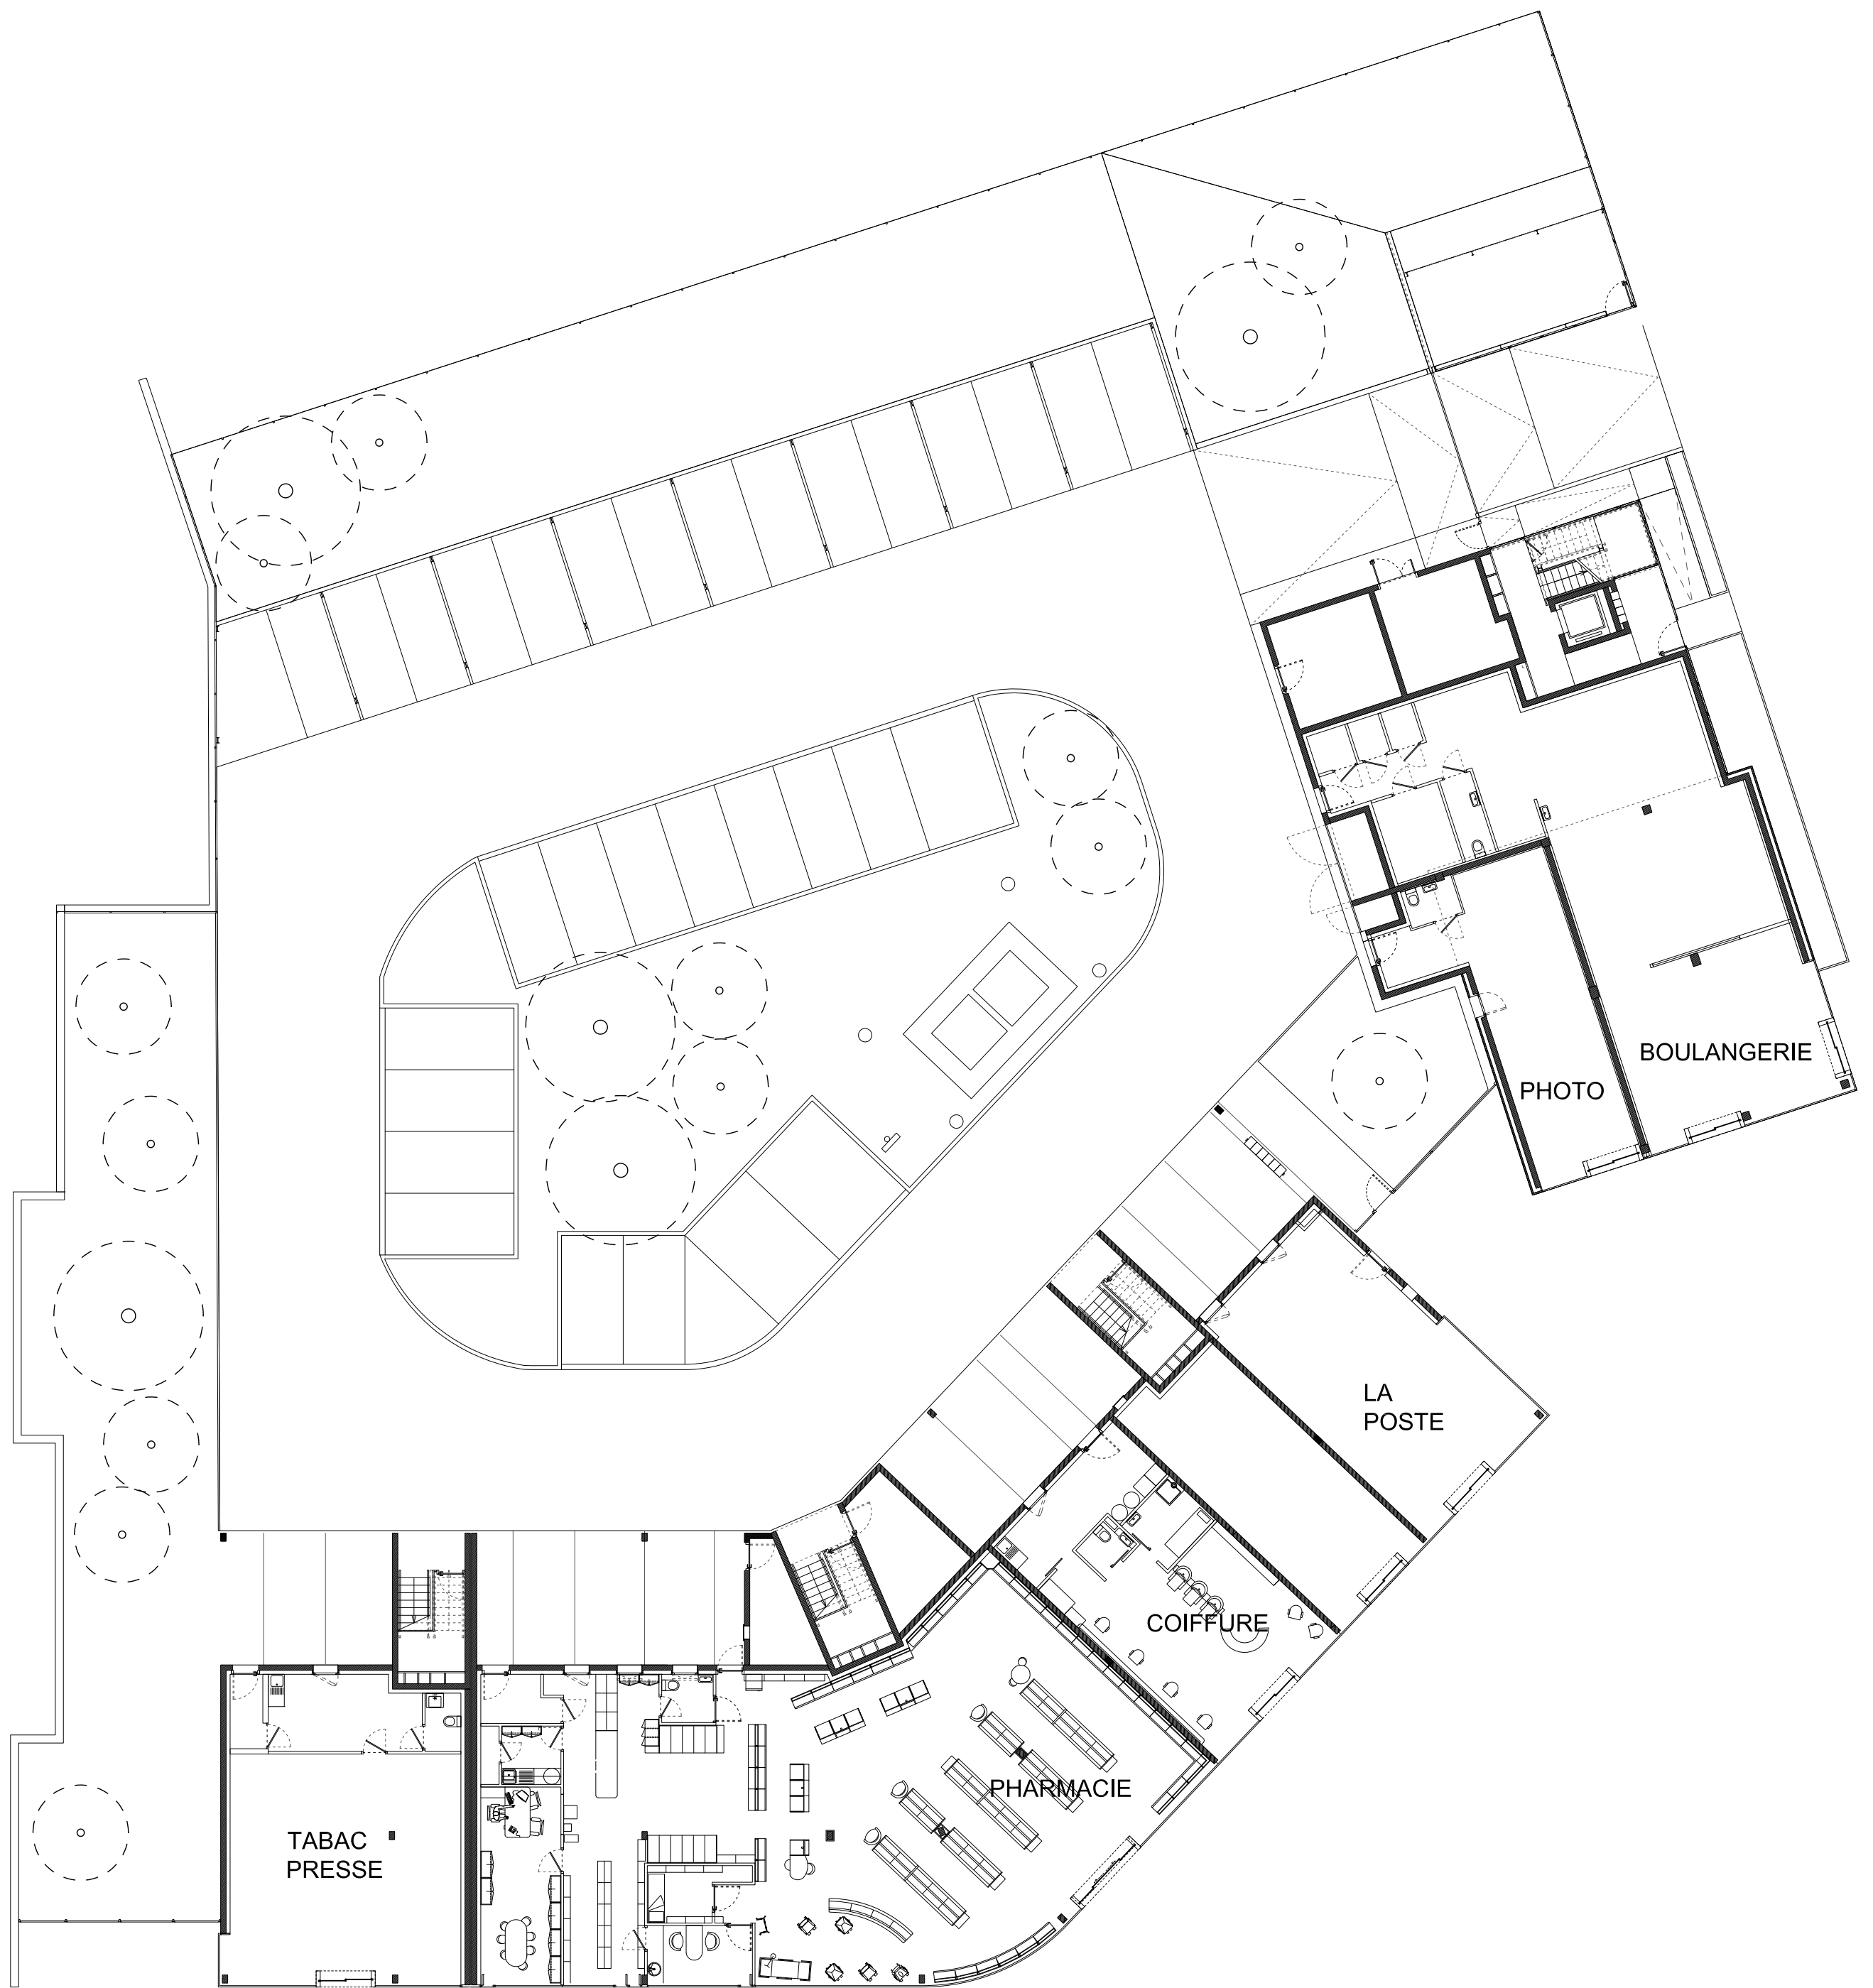 BOULANGERIE
PHOTO
LA
POSTE
COIFFURE
PHARMACIE
TABAC
PRESSE